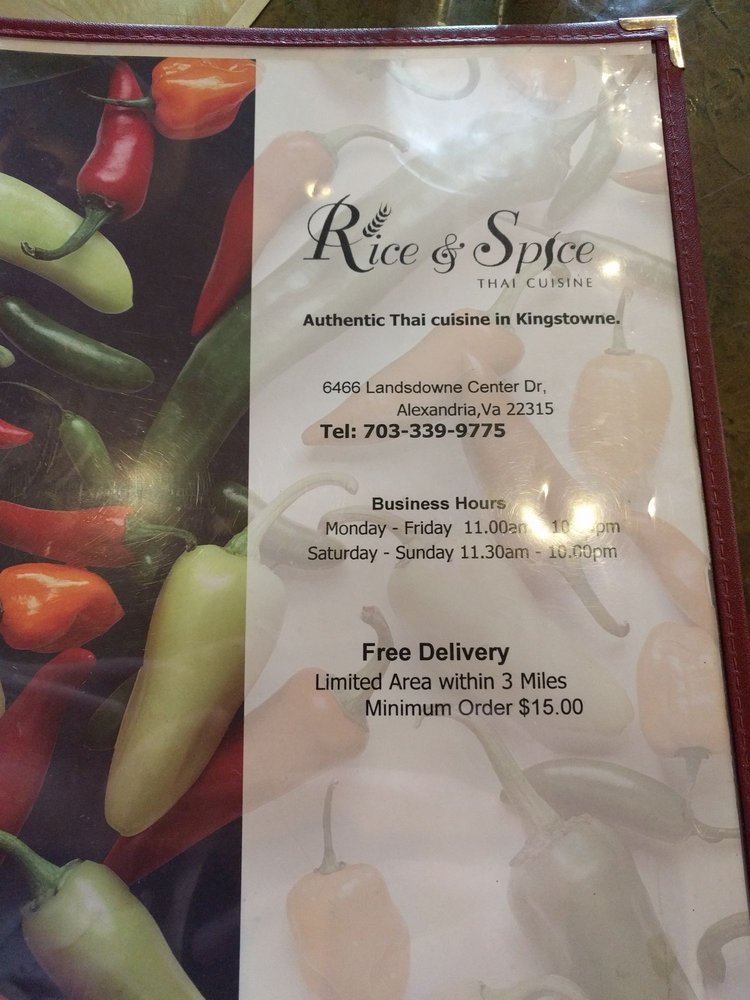 Rice & Spice
THAI CUISINE
Authentic Thai cuisine in Kingstowne.
6466 Landsdowne Center Dr,
Alexandria,Va 22315
Tel: 703-339-9775
Business Hours
Monday - Friday 11.00am -
Saturday - Sunday 11.30am - 10.00pm
Free Delivery
Limited Area within 3 Miles
Minimum Order $15.00